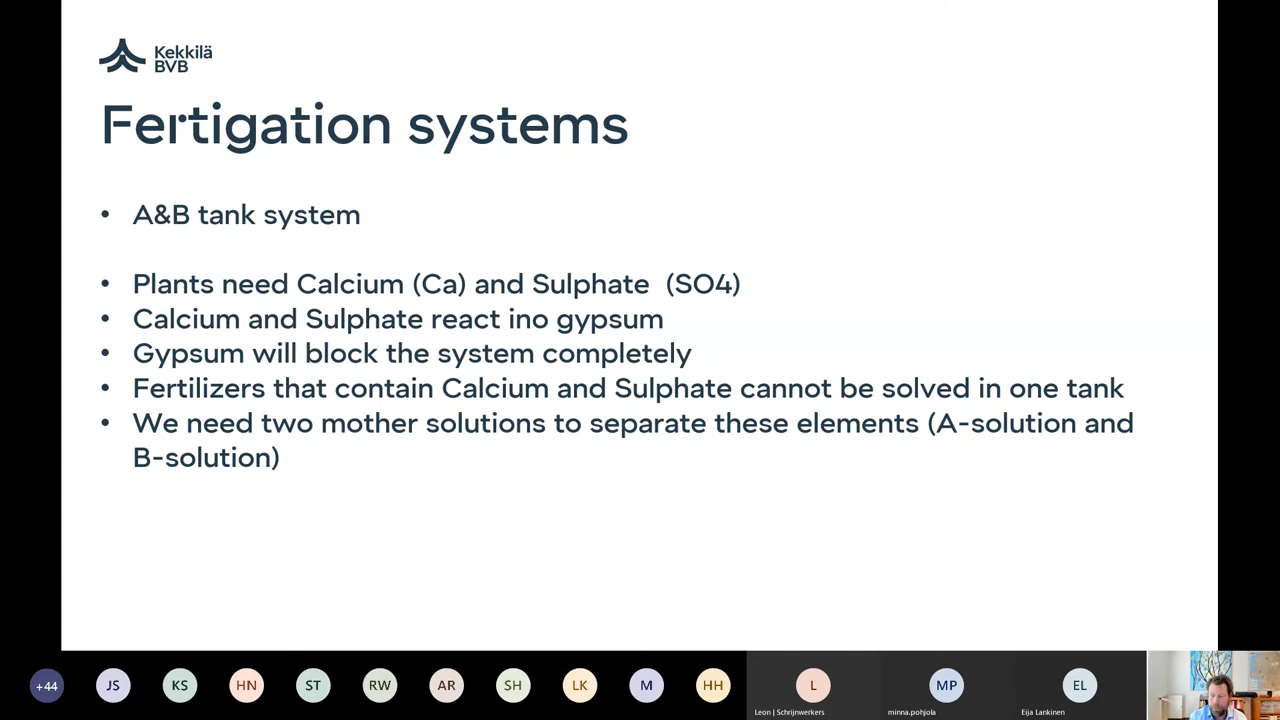 Kekkilä
BVB
Fertigation systems
• A&B tank system
• Plants need Calcium (Ca) and Sulphate (SO4)
• Calcium and Sulphate react ino gypsum
• Gypsum will block the system completely
• Fertilizers that contain Calcium and Sulphate cannot be solved in one tank
• We need two mother solutions to separate these elements (A-solution and
B-solution)
+44 JS KS HN ST RW AR SH LK M HH L MP EL
Leon | Schrijnwerkers minna.pohjola Eija Lankinen